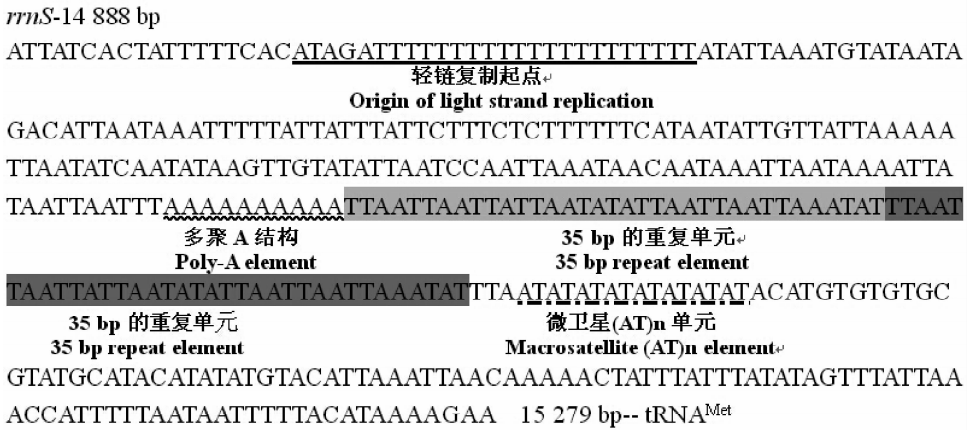 rrnS-14 888 bp
ATTATCACTATTTTTCACATAGATTTTTTTTTTTTTTTTTTTTTATATTAAATGTATAATA
轻链复制起点
Origin of light strand replication
GACATTAATAAATTTTTATTATTTATTCTTTCTCTTTTTTCATAATATTGTTATTAAAAA
TTAATATCAATATAAGTTGTATATTAATCCAATTAAATAACAATAAATTAATAAAATTA
TAATTAATTTAAAAAAAAAATTAATTAATTATTAATATATTAATTAATTAAATATTTAAT
多聚 A 结构 35 bp 的重复单元
Poly-A element 35 bp repeat element
TAATTATTAATATATTAATTAATTAAATATTTAATATATATATATATACATGTGTGTGC
35 bp 的重复单元 微卫星(AT)n 单元
35 bp repeat element Macrosatellite (AT)n element
GTATGCATACATATATGTACATTAAATTAACAAAAACTATTTATTTATATAGTTTATTAA
ACCATTTTTAATAATTTTTACATAAAAGAA 15 279 bp-- tRNAMet